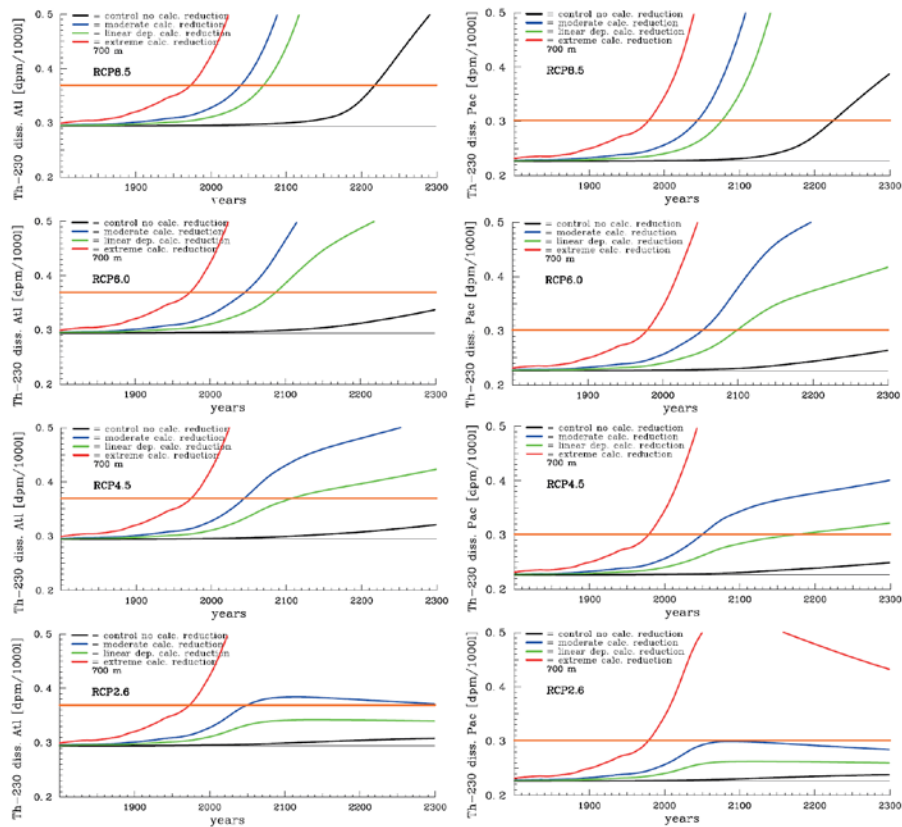 Th-230 diss. Atl [dpm/1000l]
0.5
0.4
0.3
0.2
= control no calc. reduction
= moderate calc. reduction
= linear dep. calc. reduction
= extreme calc. reduction
700 m
RCP8.5
1900 2000 2100 2200 2300
years
Th-230 diss. Pac [dpm/1000l]
0.5
0.4
0.3
0.2
= control no calc. reduction
= moderate calc. reduction
= linear dep. calc. reduction
= extreme calc. reduction
700 m
RCP8.5
1900 2000 2100 2200 2300
years
Th-230 diss. Atl [dpm/1000l]
0.5
0.4
0.3
0.2
= control no calc. reduction
= moderate calc. reduction
= linear dep. calc. reduction
= extreme calc. reduction
700 m
RCP6.0
1900 2000 2100 2200 2300
years
Th-230 diss. Pac [dpm/1000l]
0.5
0.4
0.3
0.2
= control no calc. reduction
= moderate calc. reduction
= linear dep. calc. reduction
= extreme calc. reduction
700 m
RCP6.0
1900 2000 2100 2200 2300
years
Th-230 diss. Atl [dpm/1000l]
0.5
0.4
0.3
0.2
= control no calc. reduction
= moderate calc. reduction
= linear dep. calc. reduction
= extreme calc. reduction
700 m
RCP4.5
1900 2000 2100 2200 2300
years
Th-230 diss. Pac [dpm/1000l]
0.5
0.4
0.3
0.2
= control no calc. reduction
= moderate calc. reduction
= linear dep. calc. reduction
= extreme calc. reduction
700 m
RCP4.5
1900 2000 2100 2200 2300
years
Th-230 diss. Atl [dpm/1000l]
0.5
0.4
0.3
0.2
= control no calc. reduction
= moderate calc. reduction
= linear dep. calc. reduction
= extreme calc. reduction
700 m
RCP2.6
1900 2000 2100 2200 2300
years
Th-230 diss. Pac [dpm/1000l]
0.5
0.4
0.3
0.2
= control no calc. reduction
= moderate calc. reduction
= linear dep. calc. reduction
= extreme calc. reduction
700 m
RCP2.6
1900 2000 2100 2200 2300
years